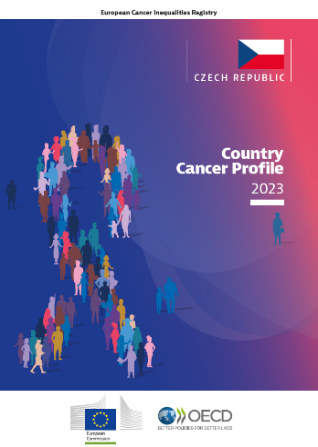 European Cancer Inequalities Registry
CZECH REPUBLIC
Country
Cancer Profile
2023
European
Commission
OECD
BETTER POLICIES FOR BETTER LIVES